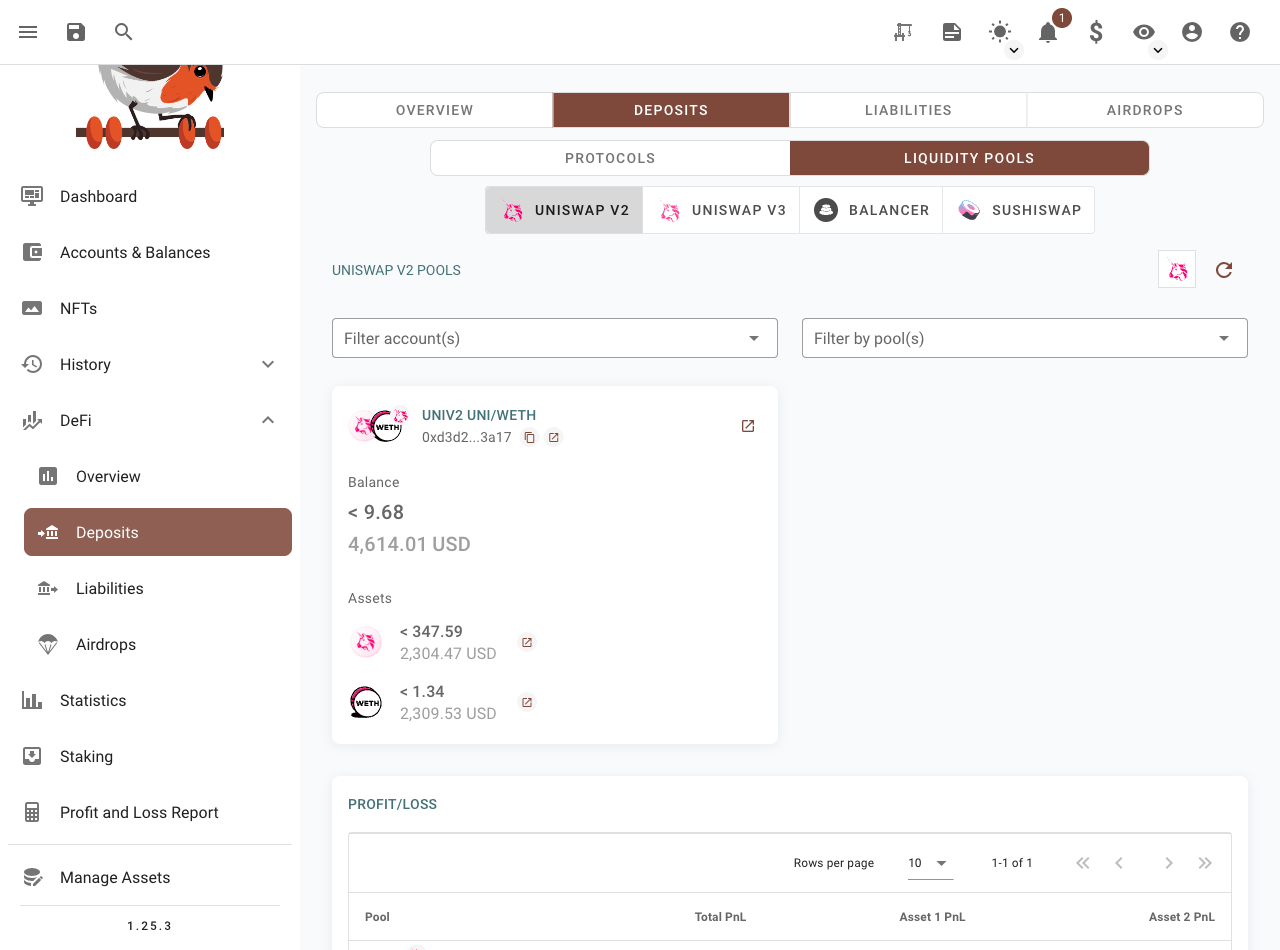 1
OVERVIEW DEPOSITS LIABILITIES AIRDROPS
PROTOCOLS LIQUIDITY POOLS
UNISWAP V2 UNISWAP V3 BALANCER SUSHISWAP
Dashboard
Accounts & Balances
NFTs
History
DeFi
Overview
Deposits
Liabilities
Airdrops
Statistics
Staking
Profit and Loss Report
Manage Assets
1.25.3
UNISWAP V2 POOLS
Filter account(s) Filter by pool(s)
WETH
UNIV2 UNI/WETH
0xd3d2...3a17
Balance
< 9.68
4,614.01 USD
Assets
< 347.59
2,304.47 USD
WETH
< 1.34
2,309.53 USD
PROFIT/LOSS
Rows per page 10 1-1 of 1
Pool Total PnL Asset 1 PnL Asset 2 PnL